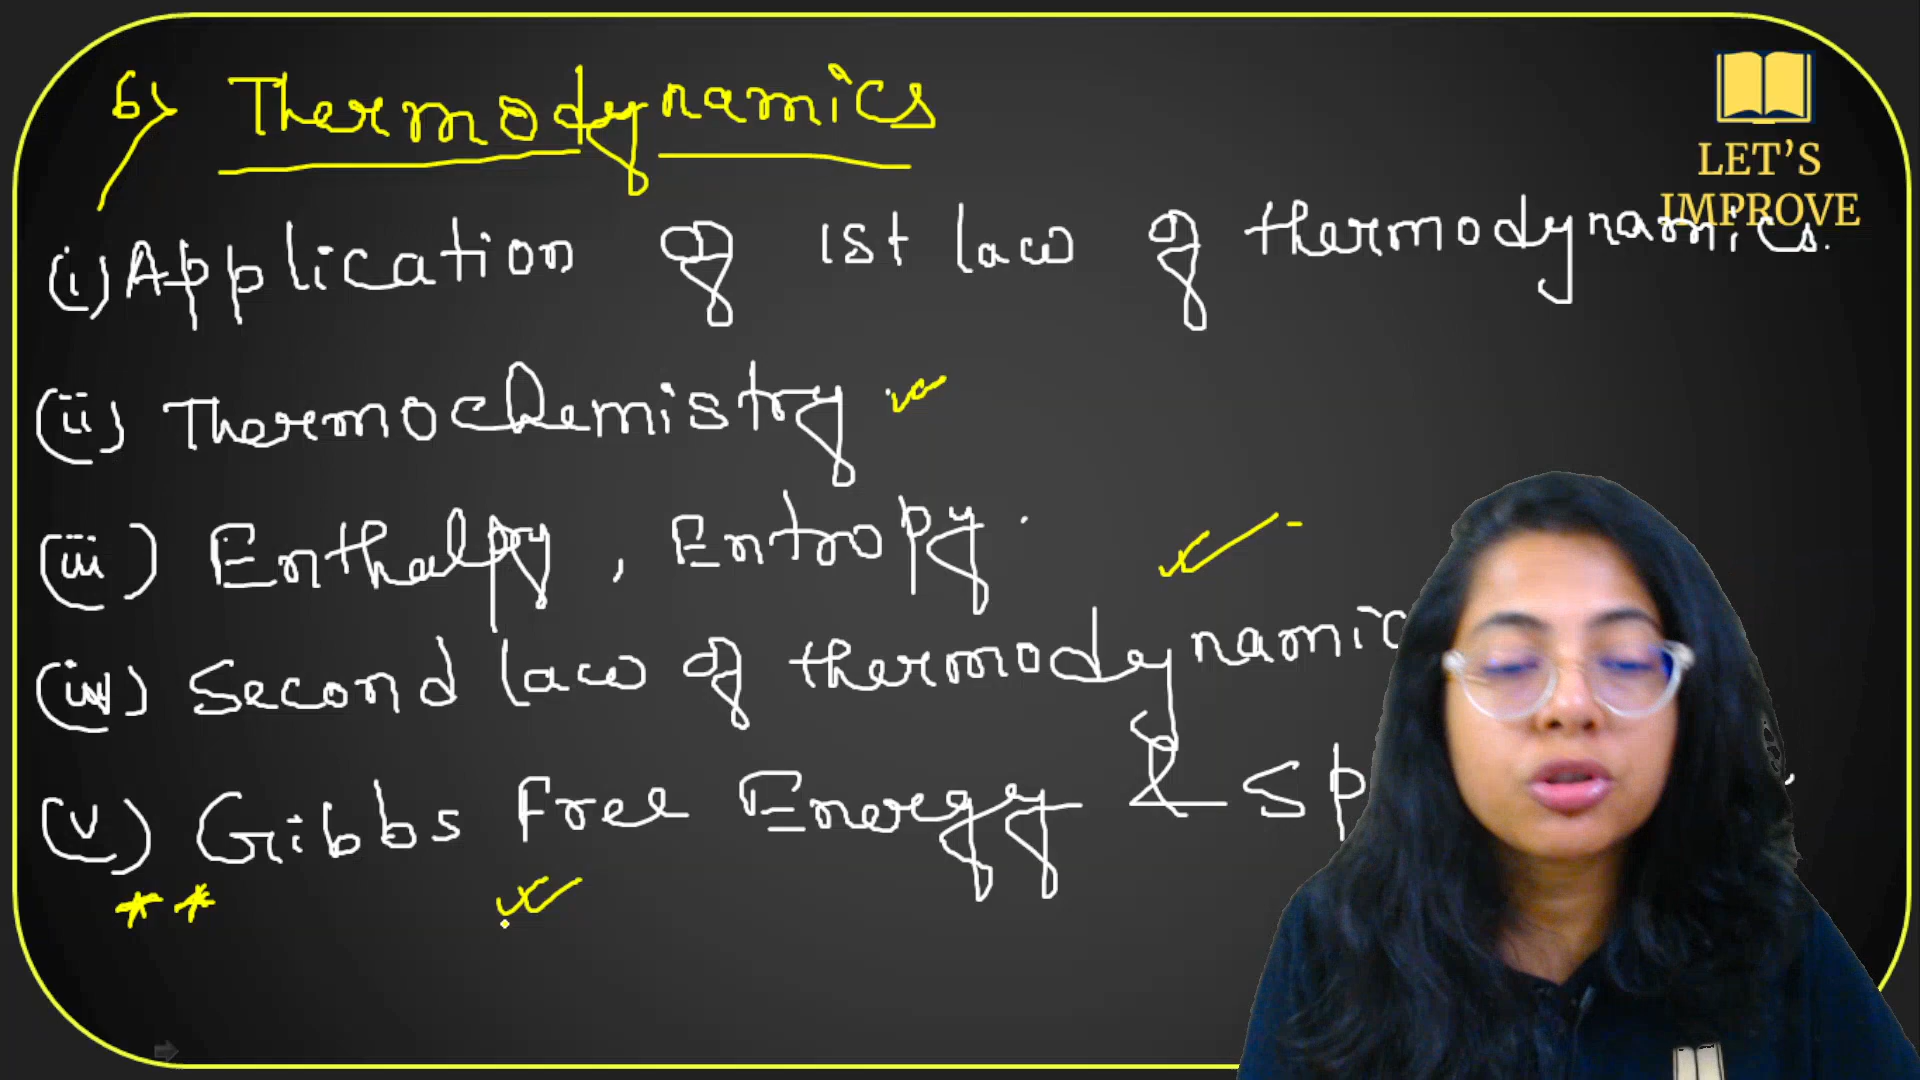 6) Thermodynamics
LET'S
IMPROVE
(i) Application of 1st law of thermodynamics.
(ii) Thermochemistry
(iii) Enthalpy, Entropy.
(iv) Second law of thermodynamic
(v) Gibbs Free Energy & Sp